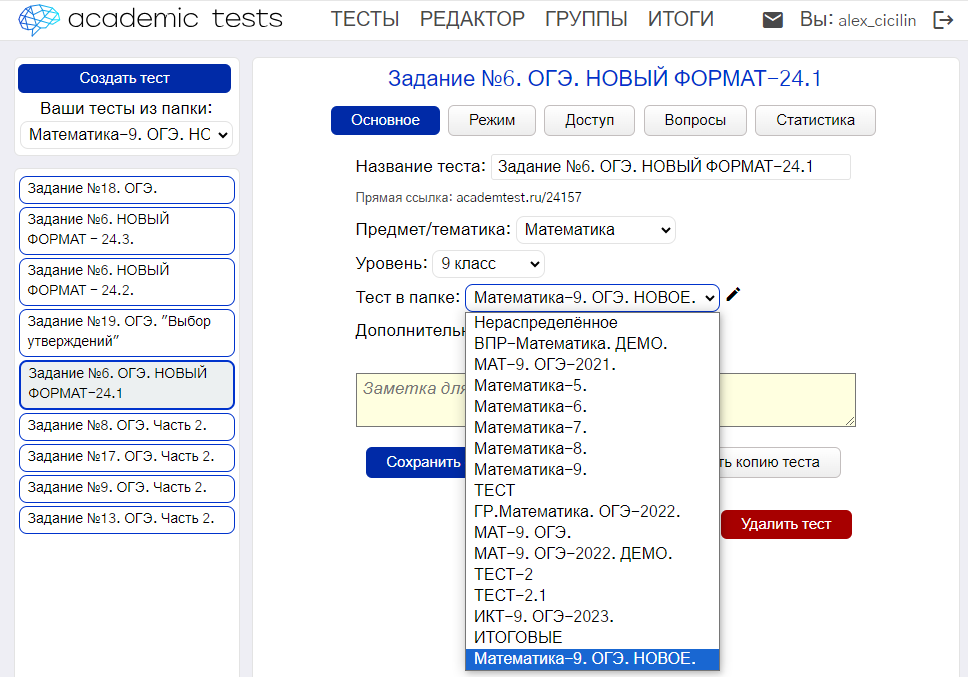 academic tests
ТЕСТЫ РЕДАКТОР ГРУППЫ ИТОГИ
Вы: alex_cicilin
Создать тест
Ваши тесты из папки:
Математика-9. ОГЭ. НО
Задание №18. ОГЭ.
Задание №6. НОВЫЙ
ФОРМАТ - 24.3.
Задание №6. НОВЫЙ
ФОРМАТ - 24.2.
Задание №19. ОГЭ. "Выбор
утверждений"
Задание №6. ОГЭ. НОВЫЙ
ФОРМАТ-24.1
Задание №8. ОГЭ. Часть 2.
Задание №17. ОГЭ. Часть 2.
Задание №9. ОГЭ. Часть 2.
Задание №13. ОГЭ. Часть 2.
Задание №6. ОГЭ. НОВЫЙ ФОРМАТ-24.1
Основное Режим Доступ Вопросы Статистика
Название теста: Задание №6. ОГЭ. НОВЫЙ ФОРМАТ-24.1
Прямая ссылка: academtest.ru/24157
Предмет/тематика: Математика
Уровень: 9 класс
Тест в папке: Математика-9. ОГЭ. НОВОЕ.
Дополнитель
Заметка для
Сохранить
ть копию теста
Удалить тест
Нераспределённое
ВПР-Математика. ДЕМО.
МАТ-9. ОГЭ-2021.
Математика-5.
Математика-6.
Математика-7.
Математика-8.
Математика-9.
ТЕСТ
ГР.Математика. ОГЭ-2022.
МАТ-9. ОГЭ.
МАТ-9. ОГЭ-2022. ДЕМО.
ТЕСТ-2
ТЕСТ-2.1
ИКТ-9. ОГЭ-2023.
ИТОГОВЫЕ
Математика-9. ОГЭ. НОВОЕ.